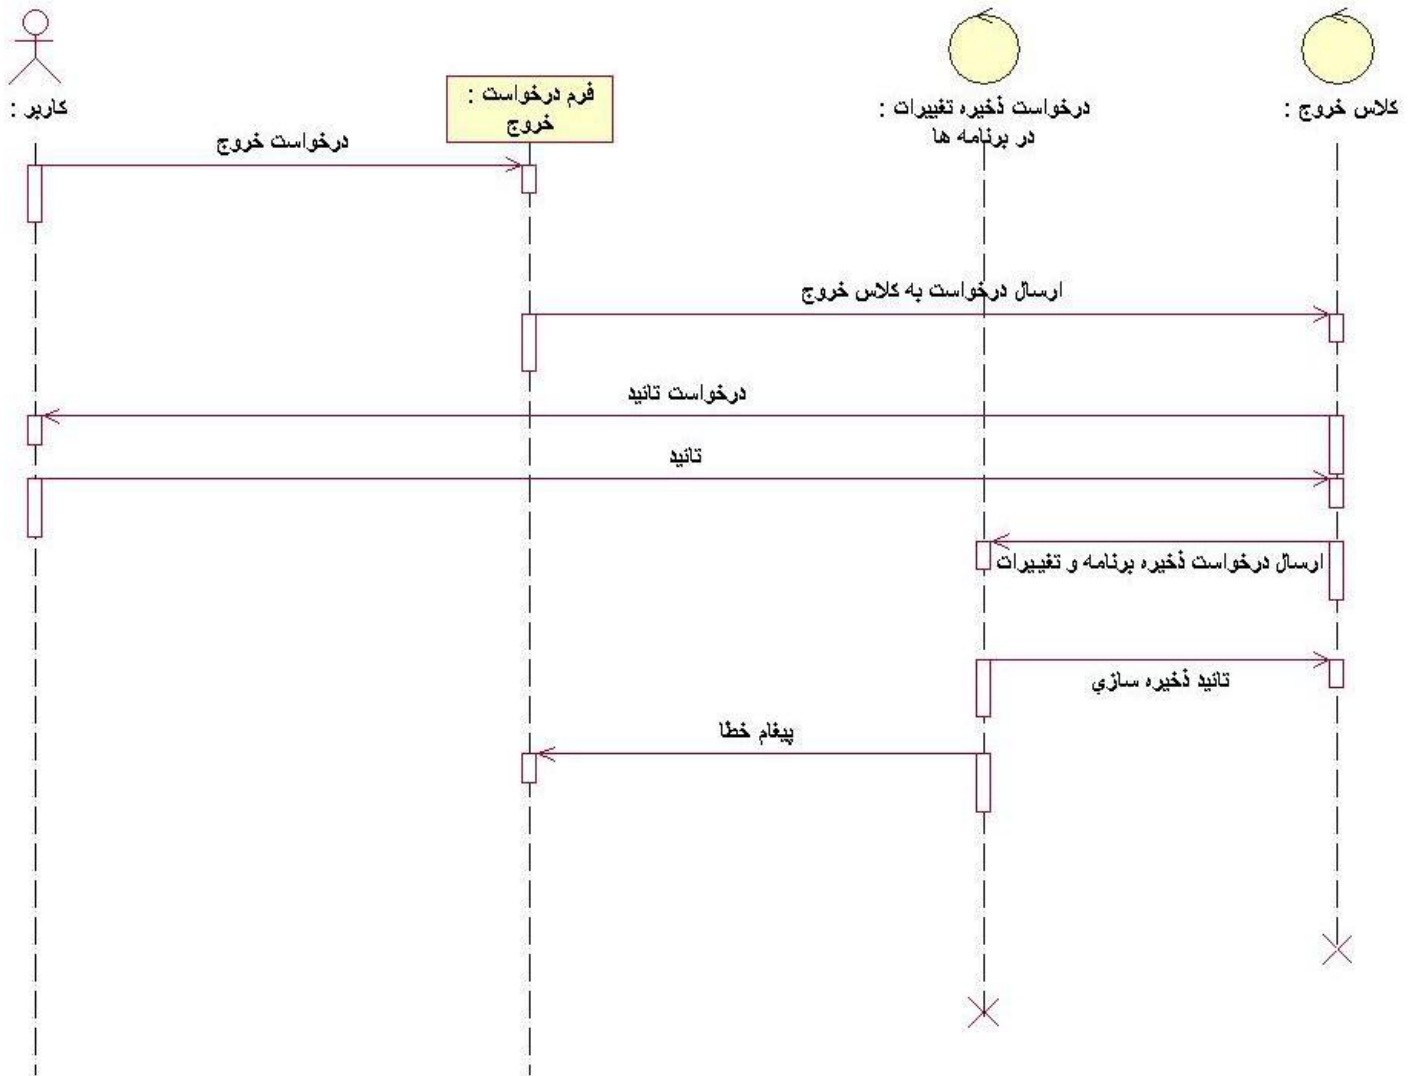 کاربر :
فرم درخواست :
خروج
درخواست ذخیره تغییرات :
در برنامه ها
کلاس خروج :
درخواست خروج
ارسال درخواست به کلاس خروج
درخواست تائید
تائید
ارسال درخواست ذخیره برنامه و تغییرات
تائید ذخیره سازي
پیغام خطا